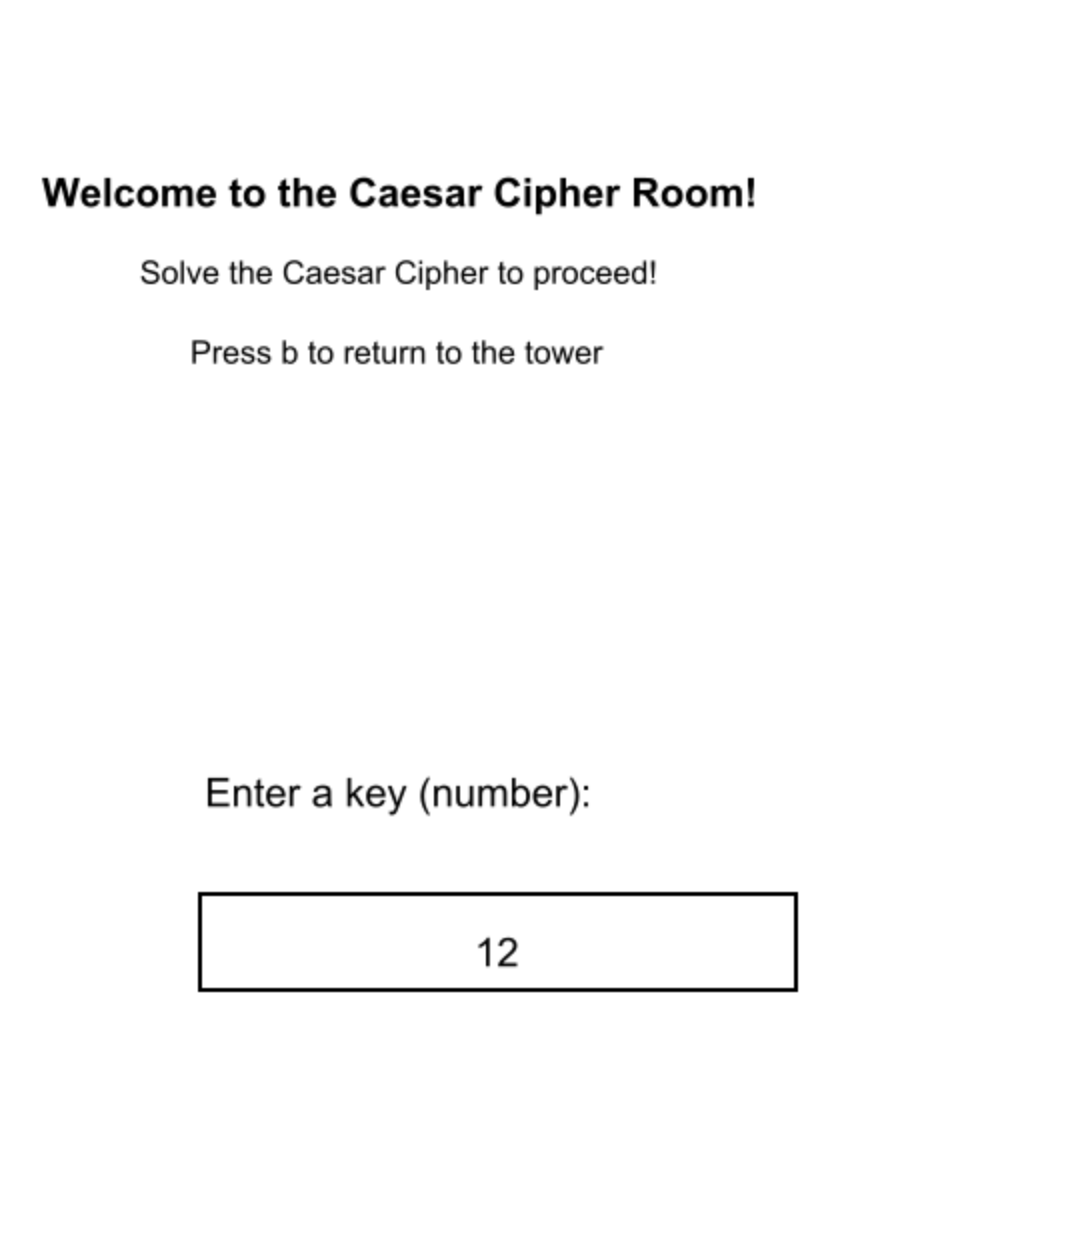 Welcome to the Caesar Cipher Room!
Solve the Caesar Cipher to proceed!
Press b to return to the tower
Enter a key (number):
12